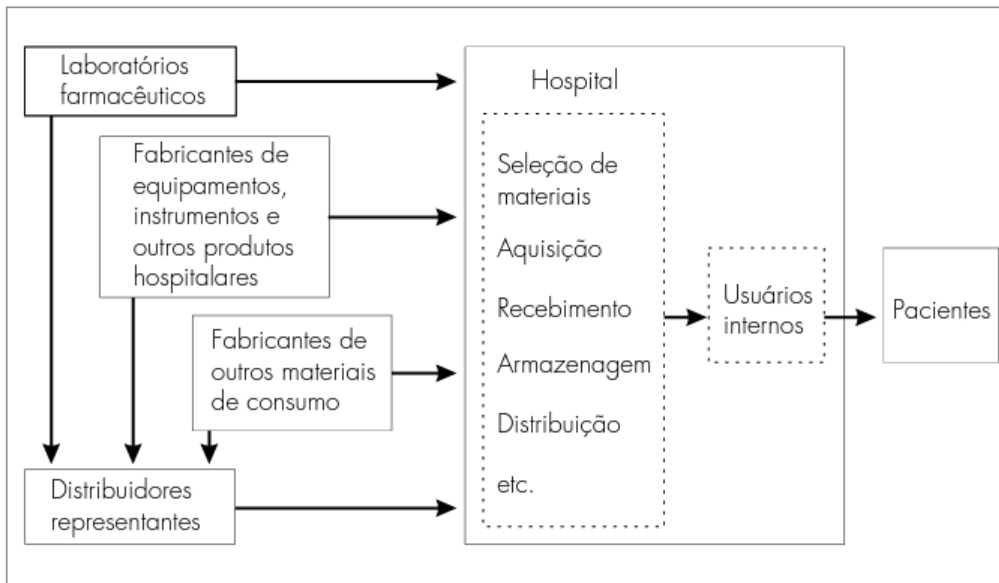 Laboratórios
farmacêuticos
Fabricantes de
equipamentos,
instrumentos e
outros produtos
hospitalares
Fabricantes de
outros materiais
de consumo
Distribuidores
representantes
Hospital
Seleção de
materiais
Aquisição
Recebimento
Armazenagem
Distribuição
etc.
Usuários
internos
Pacientes